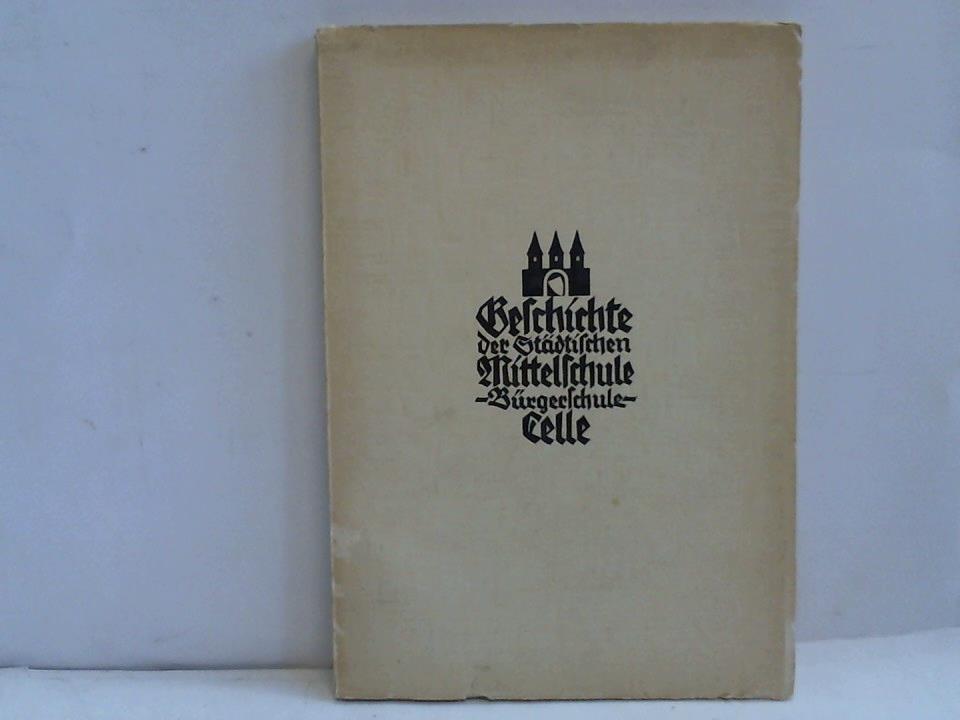 Geschichte
der Städtischen
Mittelschule
-Bürgerschule-
Celle